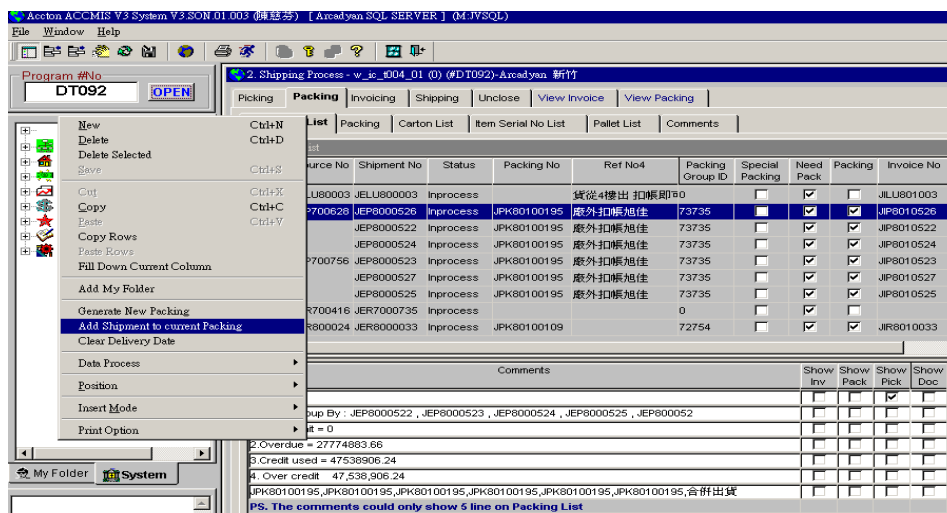 Accton ACCMIS V3 System V3.SON.01.003 (陳慈芬) [ Arcadyan SQL SERVER ] (M:JVSQL)
File Window Help
Program #No
DT092 OPEN
2. Shipping Process - w_ic_t004_01 (0) (#DT092)-Arcadyan 新竹
Picking Packing Invoicing Shipping Unclose View Invoice View Packing
List Packing Carton List Item Serial No List Pallet List Comments
ist
New Ctrl+N
Delete Ctrl+D
Delete Selected
Save Ctrl+S
Cut Ctrl+X
Copy Ctrl+C
Paste Ctrl+V
Copy Rows
Paste Rows
Fill Down Current Column
Add My Folder
Generate New Packing
Add Shipment to current Packing
Clear Delivery Date
Data Process
Position
Insert Mode
Print Option
urce No Shipment No Status Packing No Ref No4 Packing Group ID Special Packing Need Pack Packing Invoice No
LU80003 JELU800003 Inprocess 貨從4樓出 扣帳即 0 JILU801003
P700628 JEP8000526 Inprocess JPK80100195 廠外扣帳旭佳 73735 JIP8010526
JEP8000522 Inprocess JPK80100195 廠外扣帳旭佳 73735 JIP8010522
JEP8000524 Inprocess JPK80100195 廠外扣帳旭佳 73735 JIP8010524
P700756 JEP8000523 Inprocess JPK80100195 廠外扣帳旭佳 73735 JIP8010523
JEP8000527 Inprocess JPK80100195 廠外扣帳旭佳 73735 JIP8010527
JEP8000525 Inprocess JPK80100195 廠外扣帳旭佳 73735 JIP8010525
R700416 JER7000735 Inprocess 0
R800024 JER8000033 Inprocess JPK80100109 72754 JIR8010033
Comments Show Inv Show Pack Show Pick Show Doc
oup By : JEP8000522 , JEP8000523 , JEP8000524 , JEP8000525 , JEP800052
it = 0
2.Overdue = 27774883.66
3.Credit used = 47538906.24
4. Over credit 47,538,906.24
JPK80100195,JPK80100195,JPK80100195,JPK80100195,JPK80100195,JPK80100195,合併出貨
PS. The comments could only show 5 line on Packing List
My Folder System